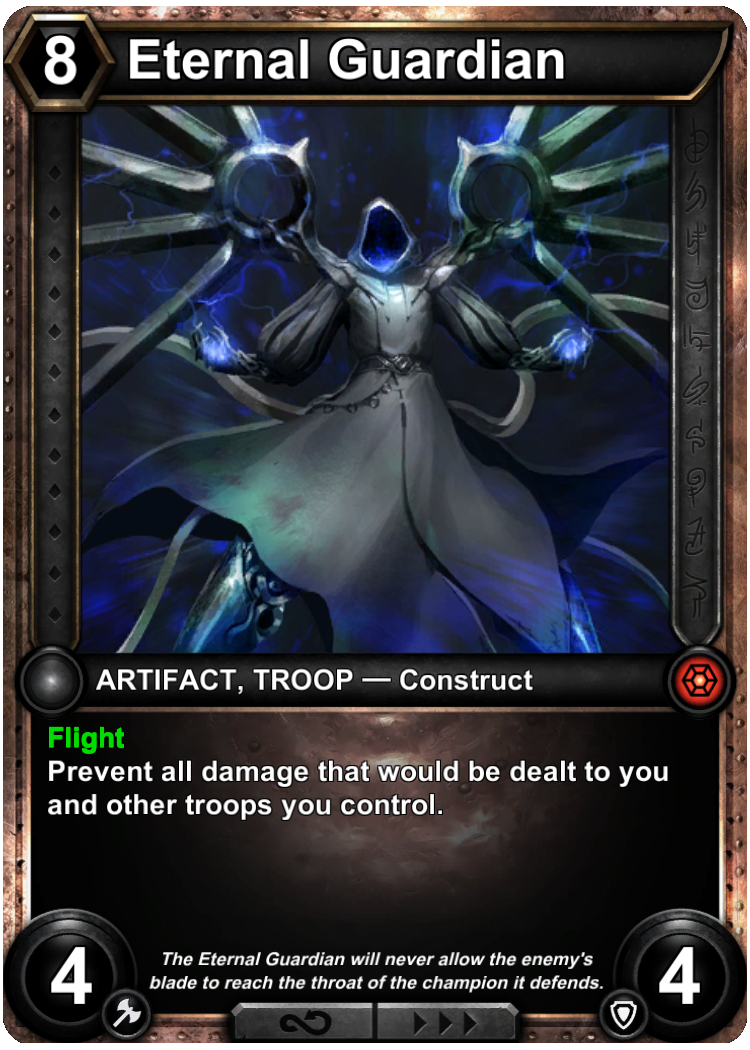 8 Eternal Guardian
ARTIFACT, TROOP — Construct
Flight
Prevent all damage that would be dealt to you
and other troops you control.
The Eternal Guardian will never allow the enemy's
blade to reach the throat of the champion it defends.
4 4